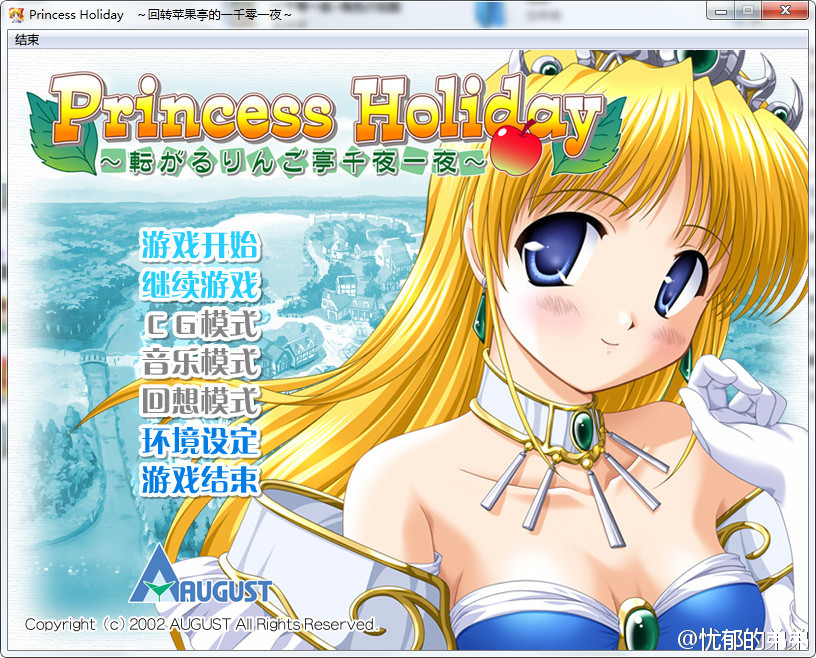 Princess Holiday ～回转苹果亭的一千零一夜～
结束
Princess Holiday
～転がるりんご亭千夜一夜～
游戏开始
继续游戏
ＣＧ模式
音乐模式
回想模式
环境设定
游戏结束
AUGUST
Copyright (c) 2002 AUGUST All Rights Reserved.
@忧郁的弟弟